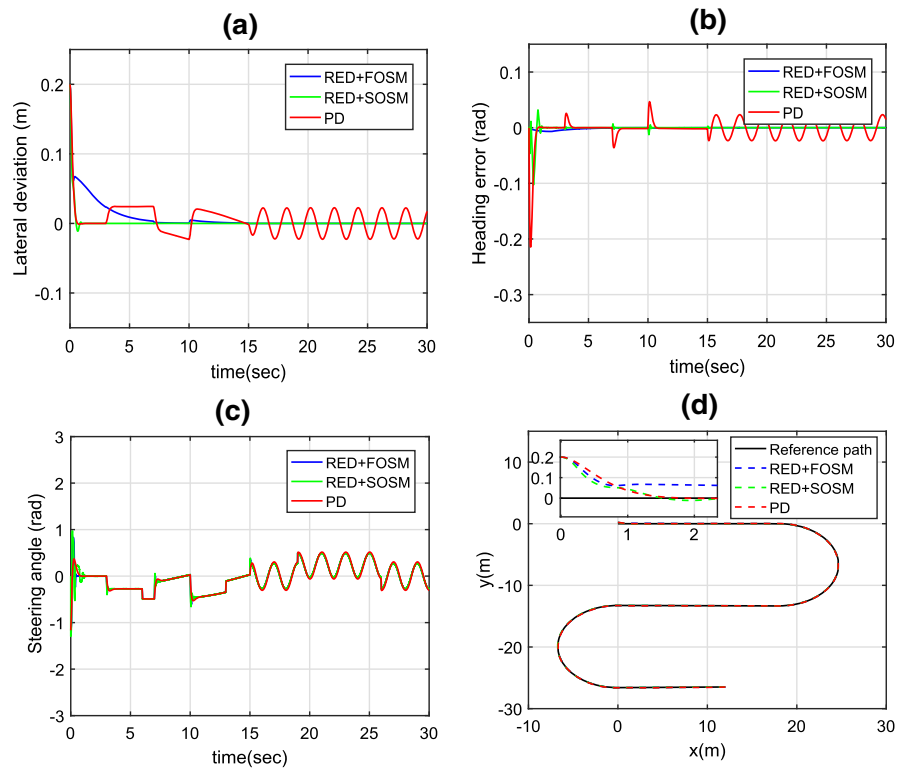 (a)
0.2
0.1
0
-0.1
Lateral deviation (m)
RED+FOSM
RED+SOSM
PD
0 5 10 15 20 25 30
time(sec)
(b)
0.1
0
-0.1
-0.2
-0.3
Heading error (rad)
RED+FOSM
RED+SOSM
PD
0 5 10 15 20 25 30
time(sec)
(c)
3
2
1
0
-1
-2
-3
Steering angle (rad)
RED+FOSM
RED+SOSM
PD
0 5 10 15 20 25 30
time(sec)
(d)
10
0
-10
-20
-30
y(m)
0.2
0.1
0
0 1 2
Reference path
RED+FOSM
RED+SOSM
PD
-10 0 10 20 30
x(m)